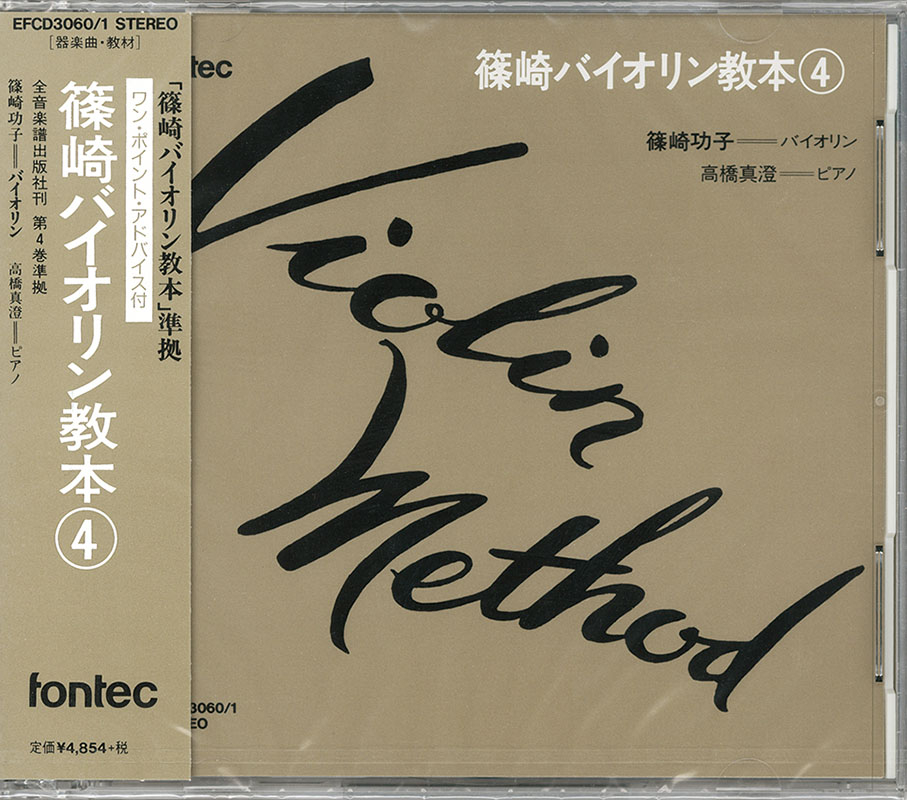 EFCD3060/1 STEREO
[器楽曲・教材]
「篠崎バイオリン教本」準拠
ワン・ポイント・アドバイス付
篠崎バイオリン教本④
全音楽譜出版社刊 第4巻準拠
篠崎功子══バイオリン 高橋真澄══ピアノ
fontec
定価¥4,854+税
ntec
篠崎バイオリン教本④
篠崎功子══バイオリン
高橋真澄══ピアノ
Violin
Method
3060/1
EO